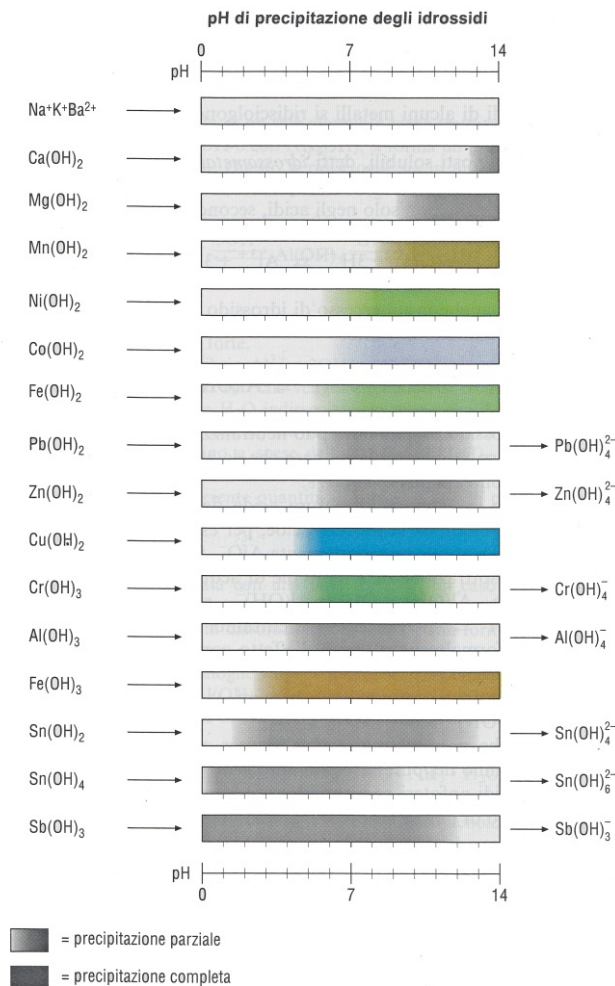 pH di precipitazione degli idrossidi
0 7 14
pH
Na⁺K⁺Ba²⁺
Ca(OH)₂
Mg(OH)₂
Mn(OH)₂
Ni(OH)₂
Co(OH)₂
Fe(OH)₂
Pb(OH)₂ Pb(OH)₄²⁻
Zn(OH)₂ Zn(OH)₄²⁻
Cu(OH)₂
Cr(OH)₃ Cr(OH)₄⁻
Al(OH)₃ Al(OH)₄⁻
Fe(OH)₃
Sn(OH)₂ Sn(OH)₄²⁻
Sn(OH)₄ Sn(OH)₆²⁻
Sb(OH)₃ Sb(OH)₃⁻
pH
0 7 14
= precipitazione parziale
= precipitazione completa